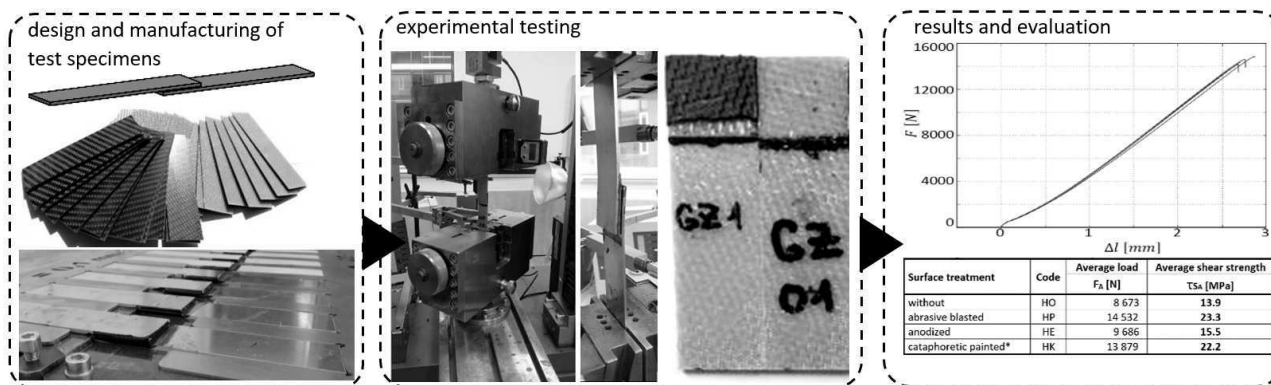 design and manufacturing of
test specimens
experimental testing
GZ1
GZ
01
results and evaluation
F [N]
16000
12000
8000
4000
0
0 1 2 3
Δl [mm]
Surface treatment Code Average load Average shear strength
FA [N] τSA [MPa]
without HO 8 673 13.9
abrasive blasted HP 14 532 23.3
anodized HE 9 686 15.5
cataphoretic painted* HK 13 879 22.2